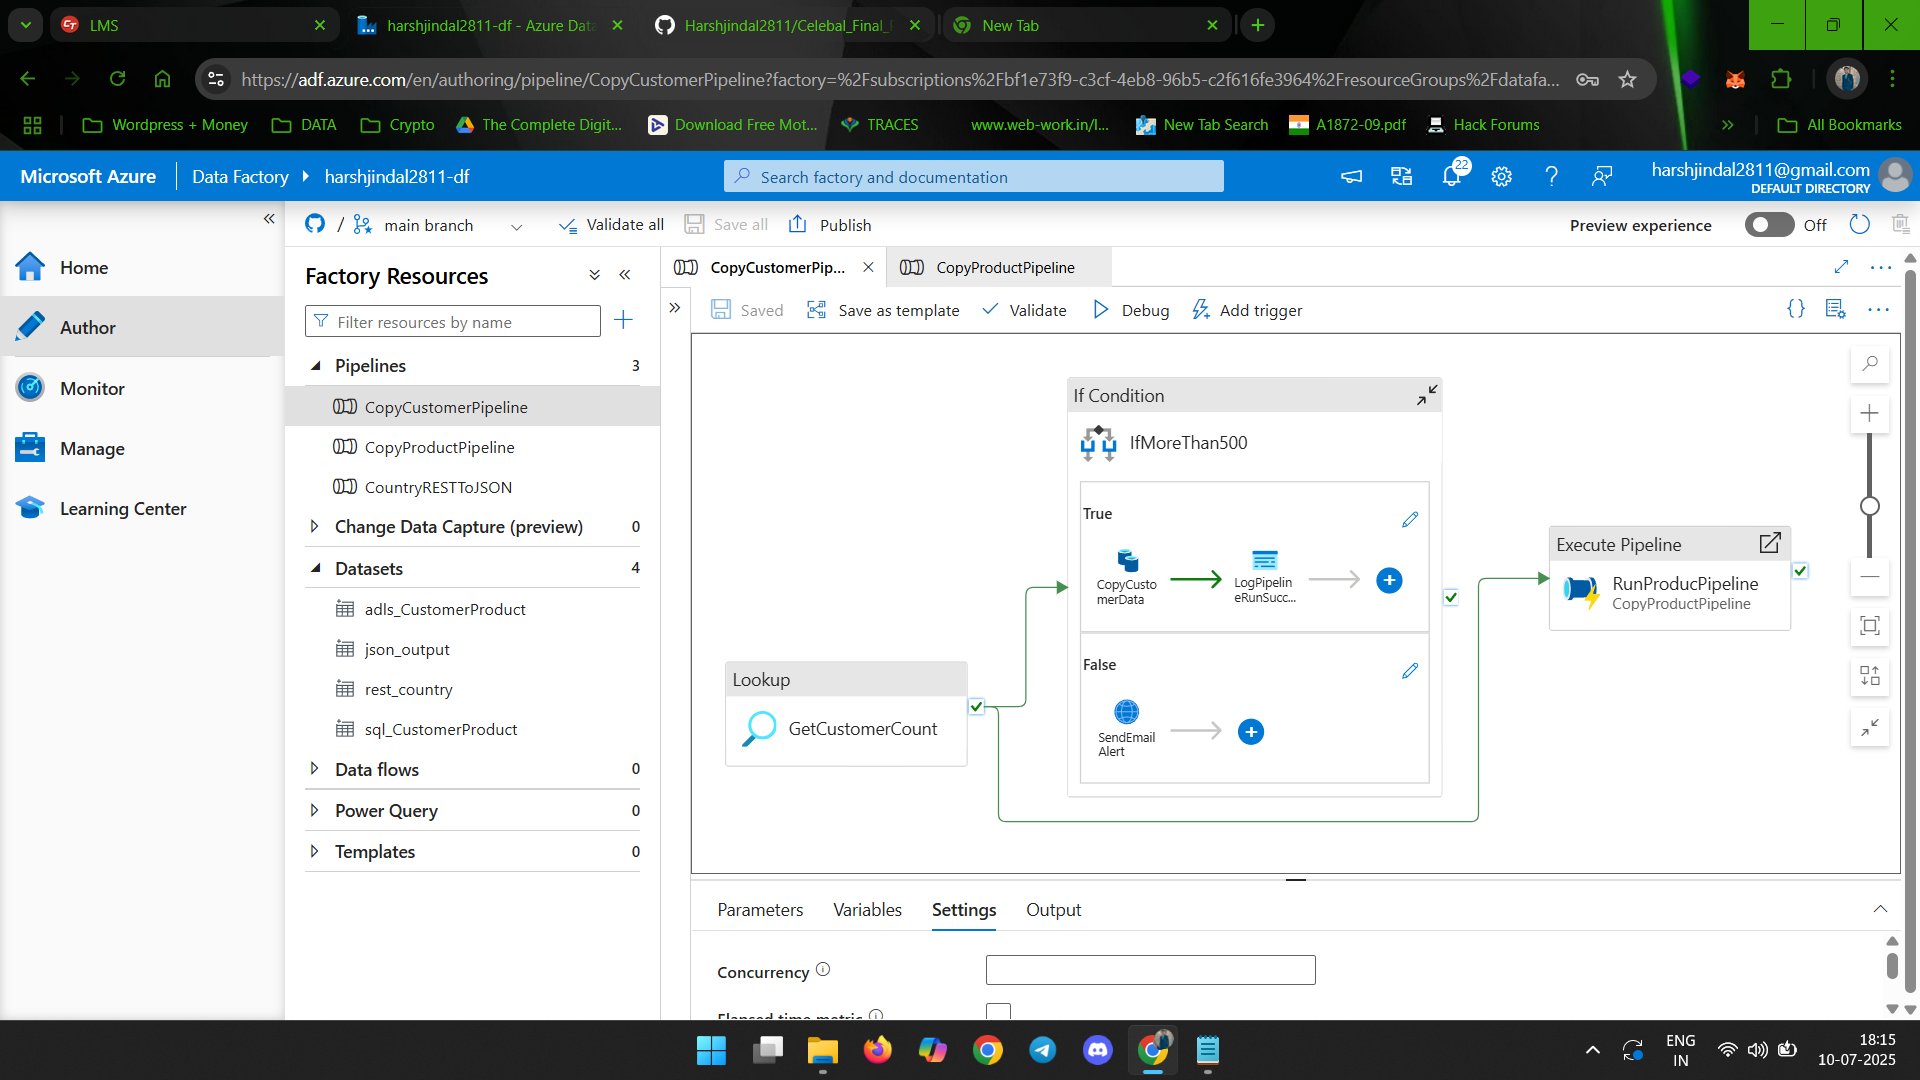 LMS
harshjindal2811-df - Azure Data
Harshjindal2811/Celebal_Final_
New Tab
https://adf.azure.com/en/authoring/pipeline/CopyCustomerPipeline?factory=%2Fsubscriptions%2Fbf1e73f9-c3cf-4eb8-96b5-c2f616fe3964%2FresourceGroups%2Fdatafa...
Wordpress + Money
DATA
Crypto
The Complete Digit...
Download Free Mot...
TRACES
www.web-work.in/l...
New Tab Search
A1872-09.pdf
Hack Forums
All Bookmarks
Microsoft Azure
Data Factory
harshjindal2811-df
Search factory and documentation
22
harshjindal2811@gmail.com
DEFAULT DIRECTORY
/ main branch
Validate all
Save all
Publish
Preview experience
Off
Home
Author
Monitor
Manage
Learning Center
Factory Resources
Filter resources by name
Pipelines 3
CopyCustomerPipeline
CopyProductPipeline
CountryRESTToJSON
Change Data Capture (preview) 0
Datasets 4
adls_CustomerProduct
json_output
rest_country
sql_CustomerProduct
Data flows 0
Power Query 0
Templates 0
CopyCustomerPip...
CopyProductPipeline
Saved
Save as template
Validate
Debug
Add trigger
{}
If Condition
IfMoreThan500
True
CopyCusto
merData
LogPipelin
eRunSucc...
False
SendEmail
Alert
Lookup
GetCustomerCount
Execute Pipeline
RunProducPipeline
CopyProductPipeline
Parameters
Variables
Settings
Output
Concurrency
Elapsed time metric
ENG
IN
18:15
10-07-2025